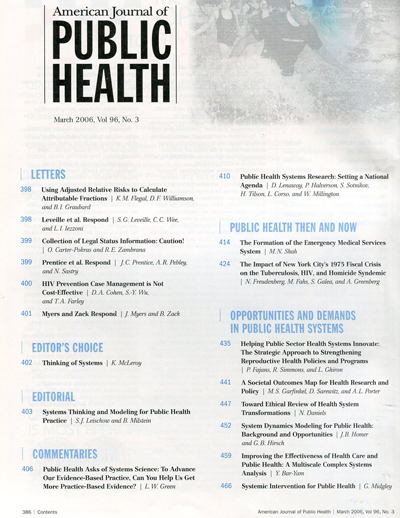 American Journal of
PUBLIC
HEALTH
March 2006, Vol 96, No. 3
LETTERS
398 Using Adjusted Relative Risks to Calculate
Attributable Fractions | K.M. Flegal, D.F. Williamson,
and B.I. Graubard
398 Leveille et al. Respond | S.G. Leveille, C.C. Wee,
and L.I. Iezzoni
399 Collection of Legal Status Information: Caution!
| O. Carter-Pokras and R.E. Zambrana
399 Prentice et al. Respond | J.C. Prentice, A.R. Pebley,
and N. Sastry
400 HIV Prevention Case Management is Not
Cost-Effective | D.A. Cohen, S-Y. Wu,
and T.A. Farley
401 Myers and Zack Respond | J. Myers and B. Zack
EDITOR'S CHOICE
402 Thinking of Systems | K. McLeroy
EDITORIAL
403 Systems Thinking and Modeling for Public Health
Practice | S.J. Leischow and B. Milstein
COMMENTARIES
406 Public Health Asks of Systems Science: To Advance
Our Evidence-Based Practice, Can You Help Us Get
More Practice-Based Evidence? | L.W. Green
410 Public Health Systems Research: Setting a National
Agenda | D. Lenaway, P. Halverson, S. Sotnikov,
H. Tilson, L. Corso, and W. Millington
PUBLIC HEALTH THEN AND NOW
414 The Formation of the Emergency Medical Services
System | M.N. Shah
424 The Impact of New York City's 1975 Fiscal Crisis
on the Tuberculosis, HIV, and Homicide Syndemic
| N. Freudenberg, M. Fahs, S. Galea, and A. Greenberg
OPPORTUNITIES AND DEMANDS
IN PUBLIC HEALTH SYSTEMS
435 Helping Public Sector Health Systems Innovate:
The Strategic Approach to Strengthening
Reproductive Health Policies and Programs
| P. Fajans, R. Simmons, and L. Ghiron
441 A Societal Outcomes Map for Health Research and
Policy | M.S. Garfinkel, D. Sarewitz, and A.L. Porter
447 Toward Ethical Review of Health System
Transformations | N. Daniels
452 System Dynamics Modeling for Public Health:
Background and Opportunities | J.B. Homer
and G.B. Hirsch
459 Improving the Effectiveness of Health Care and
Public Health: A Multiscale Complex Systems
Analysis | Y. Bar-Yam
466 Systemic Intervention for Public Health | G. Midgley
386 | Contents
American Journal of Public Health | March 2006, Vol 96, No. 3